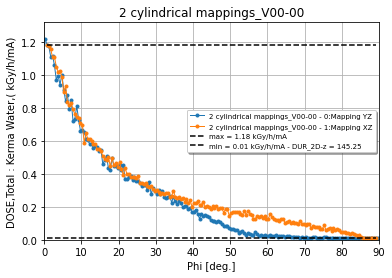 2 cylindrical mappings_V00-00
DOSE,Total : Kerma Water,( kGy/h/mA)
1.2
1.0
0.8
0.6
0.4
0.2
0.0
2 cylindrical mappings_V00-00 - 0:Mapping YZ
2 cylindrical mappings_V00-00 - 1:Mapping XZ
max = 1.18 kGy/h/mA
min = 0.01 kGy/h/mA - DUR_2D-z = 145.25
0 10 20 30 40 50 60 70 80 90
Phi [deg.]